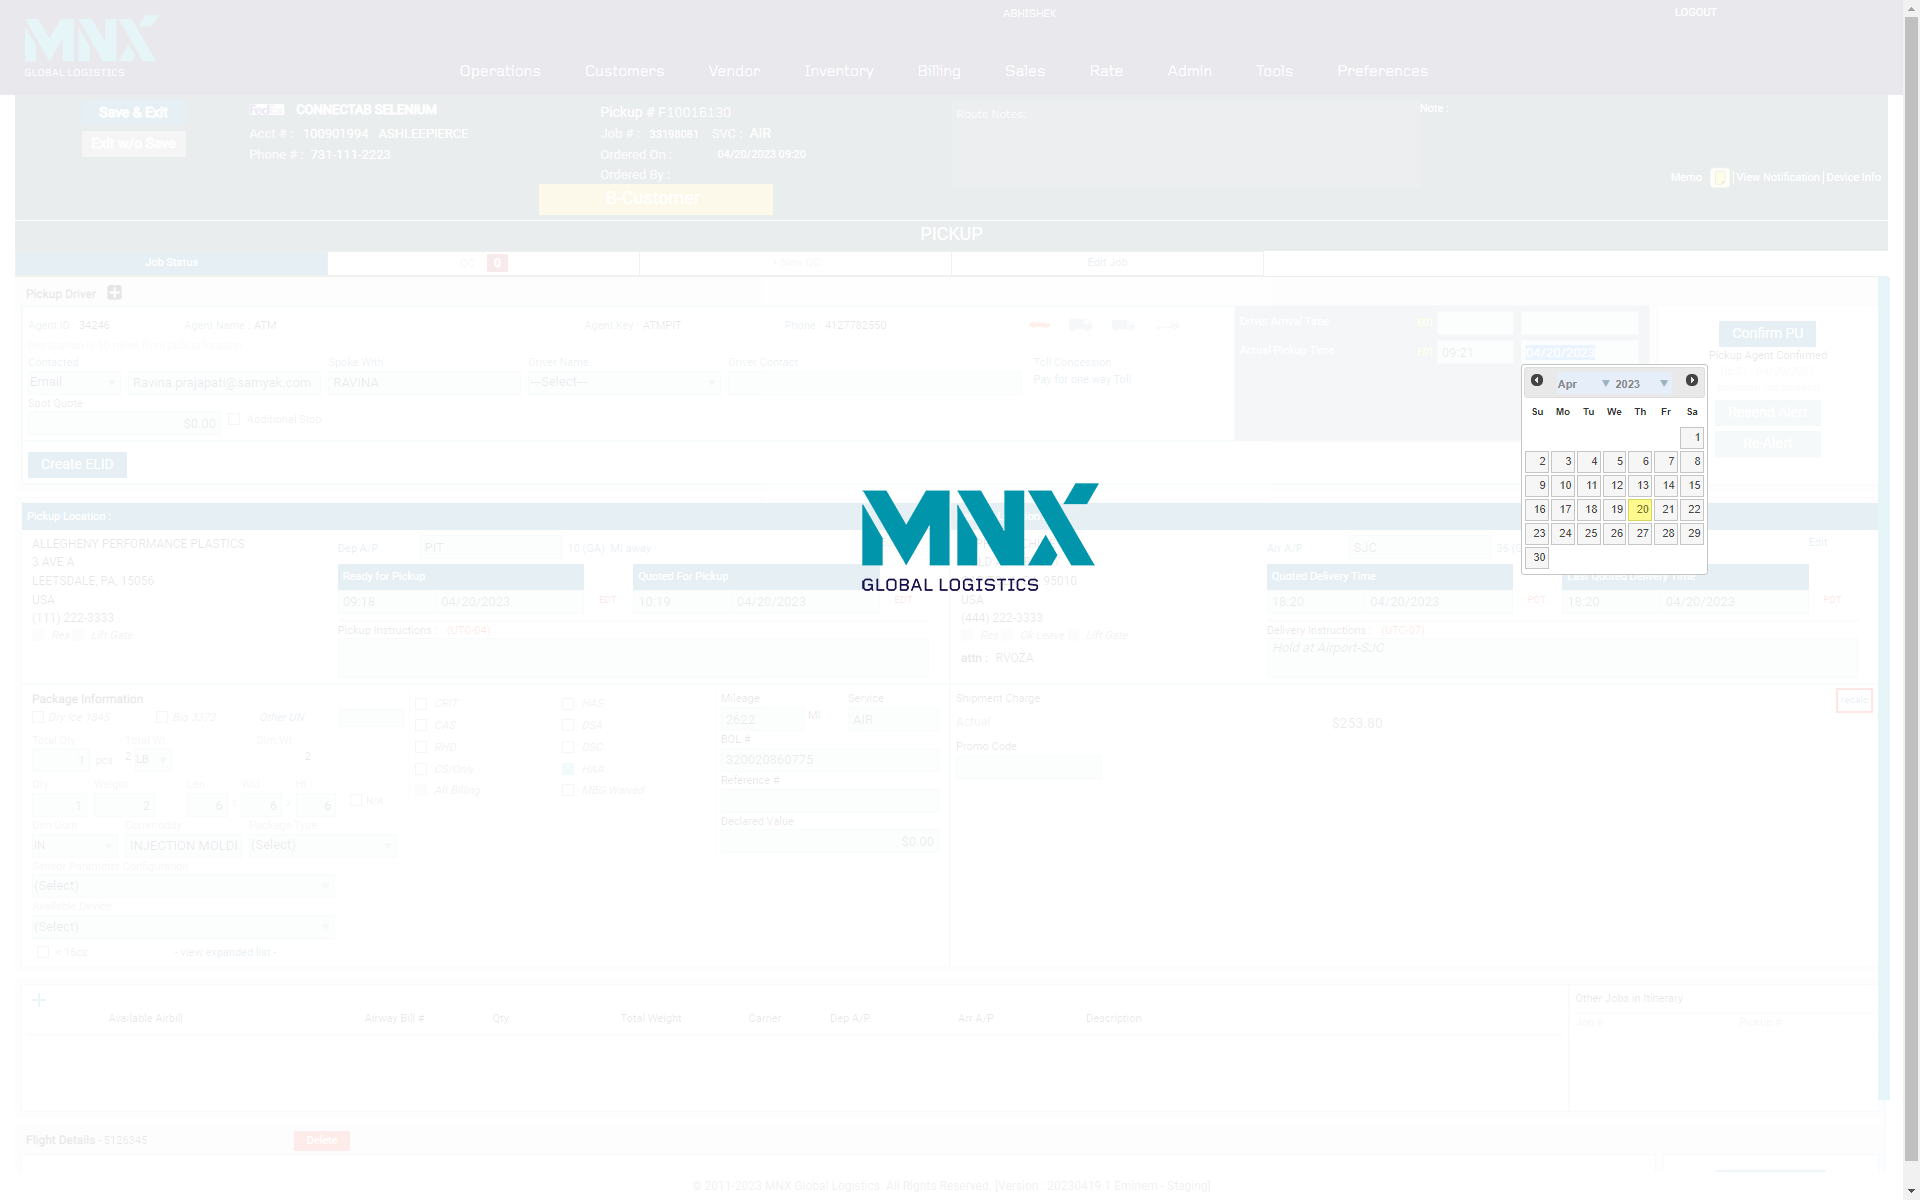 MNX
GLOBAL LOGISTICS
ABHISHEK
LOGOUT
Operations Customers Vendor Inventory Billing Sales Rate Admin Tools Preferences
Save & Exit
Exit w/o Save
FedEx CONNECTAB SELENIUM
Acct # : 100901994 ASHLEEPIERCE
Phone # : 731-111-2223
Pickup # F10016130
Job # : 33198081 SVC : AIR
Ordered On : 04/20/2023 09:20
Ordered By :
B-Customer
Route Notes:
Note :
Memo | View Notification | Device Info
PICKUP
Job Status
QC 0
+ New QC
Edit Job
Pickup Driver
Agent ID : 34246 Agent Name : ATM Agent Key : ATMPIT Phone : 4127782550
Contacted Spoke With Driver Name Driver Contact
Email Ravina.prajapati@samyak.com RAVINA ---Select---
Toll Concession
Pay for one way Toll
Spot Quote
$0.00 Additional Stop
Create ELID
Driver Arrival Time EDT
Actual Pickup Time EDT 09:21 04/20/2023
Confirm PU
Pickup Agent Confirmed
Resend Alert
Re-Alert
Apr 2023
Su Mo Tu We Th Fr Sa
1
2 3 4 5 6 7 8
9 10 11 12 13 14 15
16 17 18 19 20 21 22
23 24 25 26 27 28 29
30
MNX
GLOBAL LOGISTICS
Pickup Location :
ALLEGHENY PERFORMANCE PLASTICS
3 AVE A
LEETSDALE, PA, 15056
USA
(111) 222-3333
Res Lift Gate
Dep A/P PIT 10 (GA) MI away
Ready for Pickup
09:18 04/20/2023 EDT
Quoted For Pickup
10:19 04/20/2023 EDT
Pickup Instructions : (UTC-04)
95010
USA
(444) 222-3333
Res Ok Leave Lift Gate
attn : RVOZA
Arr A/P SJC
Edit
Quoted Delivery Time
18:20 04/20/2023 PDT
Last Quoted Delivery Time
18:20 04/20/2023 PDT
Delivery Instructions : (UTC-07)
Hold at Airport-SJC
Package Information
Dry Ice 1845 Bio 3373 Other UN
Total Qty Total Wt Dim Wt
1 pcs 2 LB 2
Qty Weight Len Wid Ht
1 2 6 x 6 x 6 N/A
Dim Uom Commodity Package Type
IN INJECTION MOLDI (Select)
Sensor Parameter Configuration
(Select)
Available Device
(Select)
< 16oz - view expanded list -
CRIT HAS
CAS DSA
RHD DSC
CS/Only HAA
Alt Billing MBG Waived
Mileage Service
2622 MI AIR
BOL #
320020860775
Reference #
Declared Value
$0.00
Shipment Charge
Actual $253.80
Promo Code
recalc
Available Airbill Airway Bill # Qty Total Weight Carrier Dep A/P Arr A/P Description
Other Jobs in Itinerary
Job # Pickup #
Flight Details - 5126345 Delete
© 2011-2023 MNX Global Logistics. All Rights Reserved. [Version : 20230419.1 Eminem - Staging]